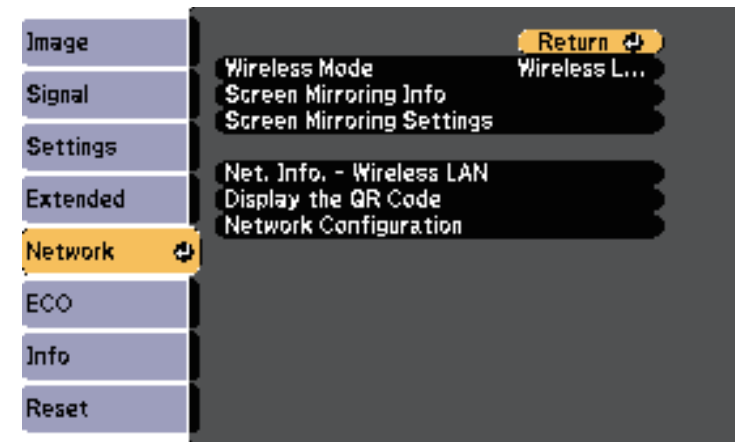 Image
Signal
Settings
Extended
Network
ECO
Info
Reset
Return
Wireless Mode Wireless L...
Screen Mirroring Info
Screen Mirroring Settings
Net. Info. - Wireless LAN
Display the QR Code
Network Configuration